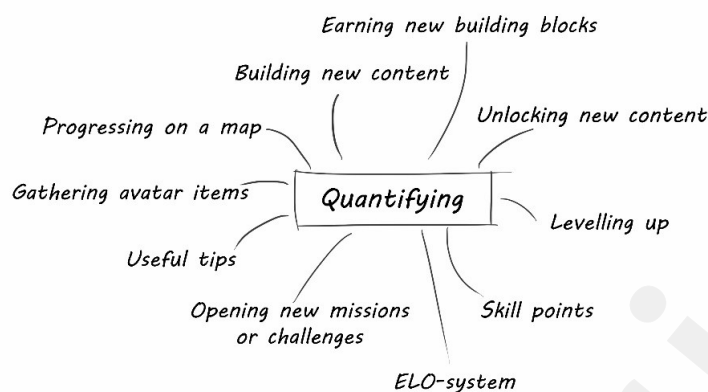 Earning new building blocks
Building new content
Unlocking new content
Progressing on a map
Gathering avatar items
Quantifying
Levelling up
Useful tips
Opening new missions
or challenges
Skill points
ELO-system